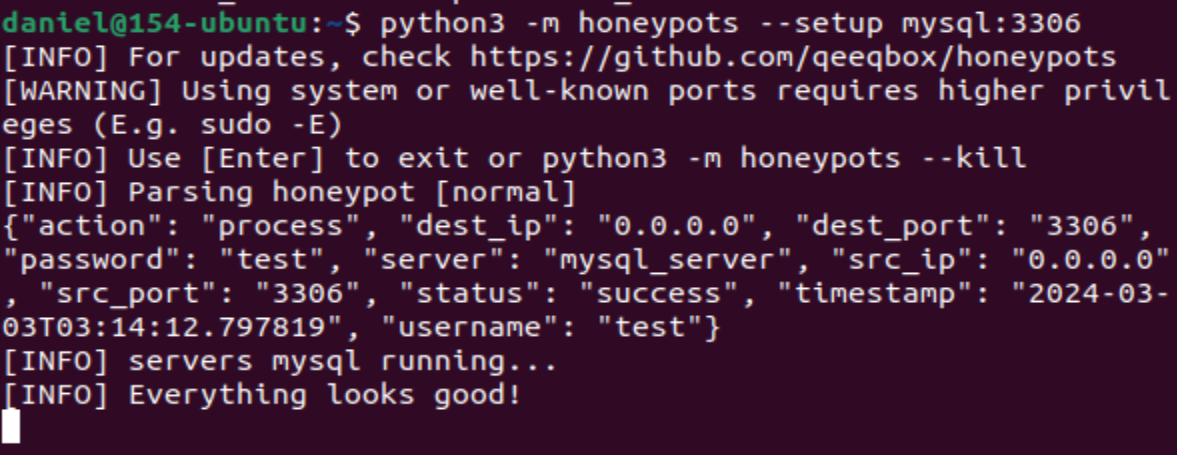 daniel@154-ubuntu:~$ python3 -m honeypots --setup mysql:3306
[INFO] For updates, check https://github.com/qeeqbox/honeypots
[WARNING] Using system or well-known ports requires higher privil
eges (E.g. sudo -E)
[INFO] Use [Enter] to exit or python3 -m honeypots --kill
[INFO] Parsing honeypot [normal]
{"action": "process", "dest_ip": "0.0.0.0", "dest_port": "3306",
"password": "test", "server": "mysql_server", "src_ip": "0.0.0.0"
, "src_port": "3306", "status": "success", "timestamp": "2024-03-
03T03:14:12.797819", "username": "test"}
[INFO] servers mysql running...
[INFO] Everything looks good!